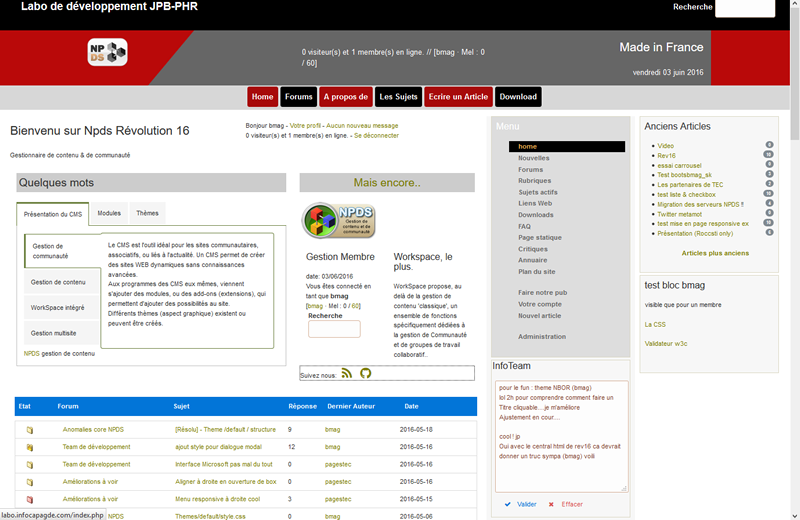 Labo de développement JPB-PHR
Recherche
NP
DS
0 visiteur(s) et 1 membre(s) en ligne. // [bmag · Mel : 0
/ 60]
Made in France
vendredi 03 juin 2016
Home
Forums
A propos de
Les Sujets
Ecrire un Article
Download
Bienvenu sur Npds Révolution 16
Gestionnaire de contenu & de communauté
Bonjour bmag - Votre profil - Aucun nouveau message
0 visiteur(s) et 1 membre(s) en ligne. - Se déconnecter
Quelques mots
Présentation du CMS
Modules
Thèmes
Gestion de
communauté
Gestion de contenu
WorkSpace intégré
Gestion multisite
Le CMS est l'outil idéal pour les sites communautaires,
associatifs, ou liés à l'actualité. Un CMS permet de créer
des sites WEB dynamiques sans connaissances
avancées.
Aux programmes des CMS eux mêmes, viennent
s'ajouter des modules, ou des add-ons (extensions), qui
permettent d'ajouter des possibilités au site.
Différents thèmes (aspect graphique) existent ou
peuvent être créés.
NPDS gestion de contenu
Mais encore..
NPDS
Gestion de
contenu et de
communauté
Gestion Membre
date: 03/06/2016
Vous êtes connecté en
tant que bmag
[bmag · Mel : 0 / 60]
Recherche
Workspace, le
plus.
WorkSpace propose, au
delà de la gestion de
contenu 'classique', un
ensemble de fonctions
spécifiquement dédiées à
la gestion de Communauté
et de groupes de travail
collaboratif..
Suivez nous:
Menu
home
Nouvelles
Forums
Rubriques
Sujets actifs
Liens Web
Downloads
FAQ
Page statique
Critiques
Annuaire
Plan du site
Faire notre pub
Votre compte
Nouvel article
Administration
InfoTeam
pour le fun : theme NBOR (bmag)
lol 2h pour comprendre comment faire un
Titre cliquable....je m'améliore
Ajustement en cour....
cool ! jp
Oui avec le central html de rev16 ca devrait
donner un truc sympa (bmag) voili
Valider
Effacer
Anciens Articles
Video
Rev16
essai carrousel
Test bootsbmag_sk
Les partenaires de TEC
test liste & checkbox
Migration des serveurs NPDS !!
Twitter metamot
test mise en page responsive ex
Présentation (Roccsti only)
Articles plus anciens
test bloc bmag
visible que pour un membre
La CSS
Validateur w3c
Etat Forum Sujet Réponse Dernier Auteur Date
Anomalies core NPDS [Résolu] - Theme /default / structure 9 bmag 2016-05-18
Team de développement ajout style pour dialogue modal 12 bmag 2016-05-16
Team de développement Interface Microsoft pas mal du tout 0 pagestec 2016-05-16
Améliorations à voir Aligner à droite en ouverture de box 0 pagestec 2016-05-16
Améliorations à voir Menu responsive à droite cool 3 pagestec 2016-05-15
NPDS Themes/default/style.css 0 bmag 2016-05-06
labo.infocapagde.com/index.php